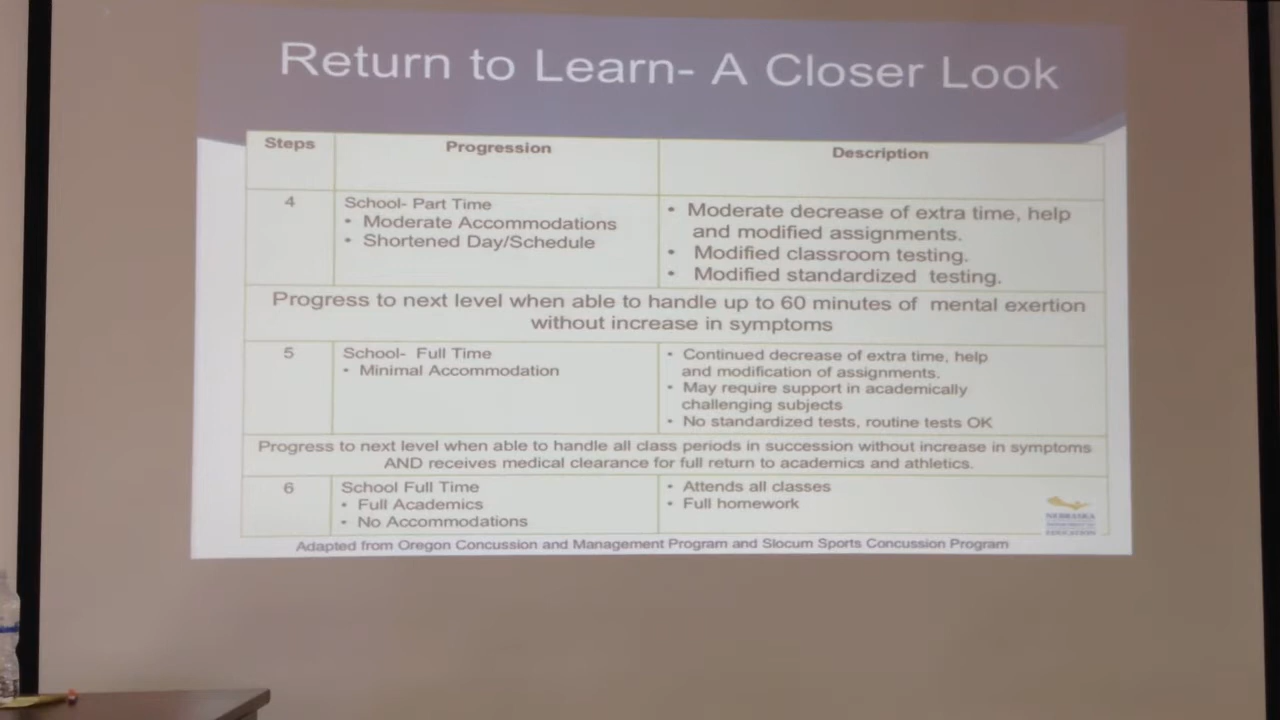 Return to Learn- A Closer Look
Steps
Progression
Description
4
School- Part Time
• Moderate Accommodations
• Shortened Day/Schedule
• Moderate decrease of extra time, help
and modified assignments.
• Modified classroom testing.
• Modified standardized testing.
Progress to next level when able to handle up to 60 minutes of mental exertion
without increase in symptoms
5
School- Full Time
• Minimal Accommodation
• Continued decrease of extra time, help
and modification of assignments.
• May require support in academically
challenging subjects
• No standardized tests, routine tests OK
Progress to next level when able to handle all class periods in succession without increase in symptoms
AND receives medical clearance for full return to academics and athletics.
6
School Full Time
• Full Academics
• No Accommodations
• Attends all classes
• Full homework
NEBRASKA
EDUCATION
Adapted from Oregon Concussion and Management Program and Slocum Sports Concussion Program